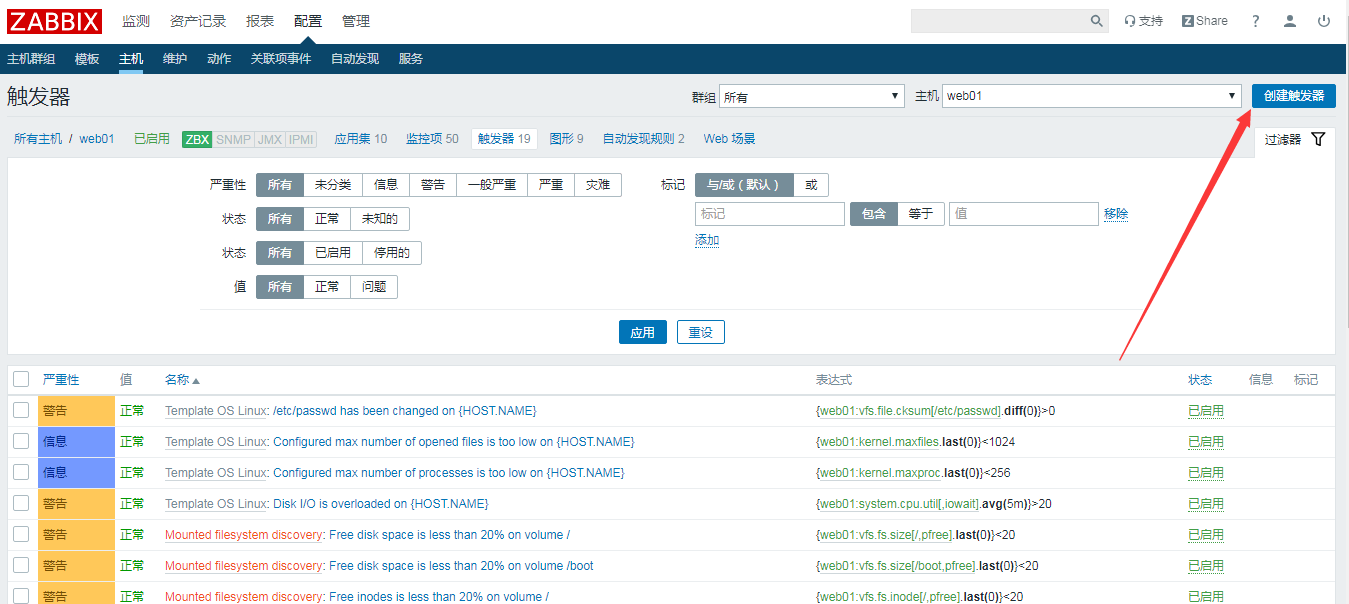 ZABBIX 监测 资产记录 报表 配置 管理 支持 Z Share ?
主机群组 模板 主机 维护 动作 关联项事件 自动发现 服务
触发器 群组 所有 主机 web01 创建触发器
所有主机 / web01 已启用 ZBX SNMP JMX IPMI 应用集 10 监控项 50 触发器 19 图形 9 自动发现规则 2 Web 场景 过滤器
严重性 所有 未分类 信息 警告 一般严重 严重 灾难 标记 与/或（默认） 或
状态 所有 正常 未知的 标记 包含 等于 值 移除
状态 所有 已启用 停用的 添加
值 所有 正常 问题
应用 重设
严重性 值 名称 表达式 状态 信息 标记
警告 正常 Template OS Linux: /etc/passwd has been changed on {HOST.NAME} {web01:vfs.file.cksum[/etc/passwd].diff(0)}>0 已启用
信息 正常 Template OS Linux: Configured max number of opened files is too low on {HOST.NAME} {web01:kernel.maxfiles.last(0)}<1024 已启用
信息 正常 Template OS Linux: Configured max number of processes is too low on {HOST.NAME} {web01:kernel.maxproc.last(0)}<256 已启用
警告 正常 Template OS Linux: Disk I/O is overloaded on {HOST.NAME} {web01:system.cpu.util[,iowait].avg(5m)}>20 已启用
警告 正常 Mounted filesystem discovery: Free disk space is less than 20% on volume / {web01:vfs.fs.size[/,pfree].last(0)}<20 已启用
警告 正常 Mounted filesystem discovery: Free disk space is less than 20% on volume /boot {web01:vfs.fs.size[/boot,pfree].last(0)}<20 已启用
警告 正常 Mounted filesystem discovery: Free inodes is less than 20% on volume / {web01:vfs.fs.inode[/,pfree].last(0)}<20 已启用